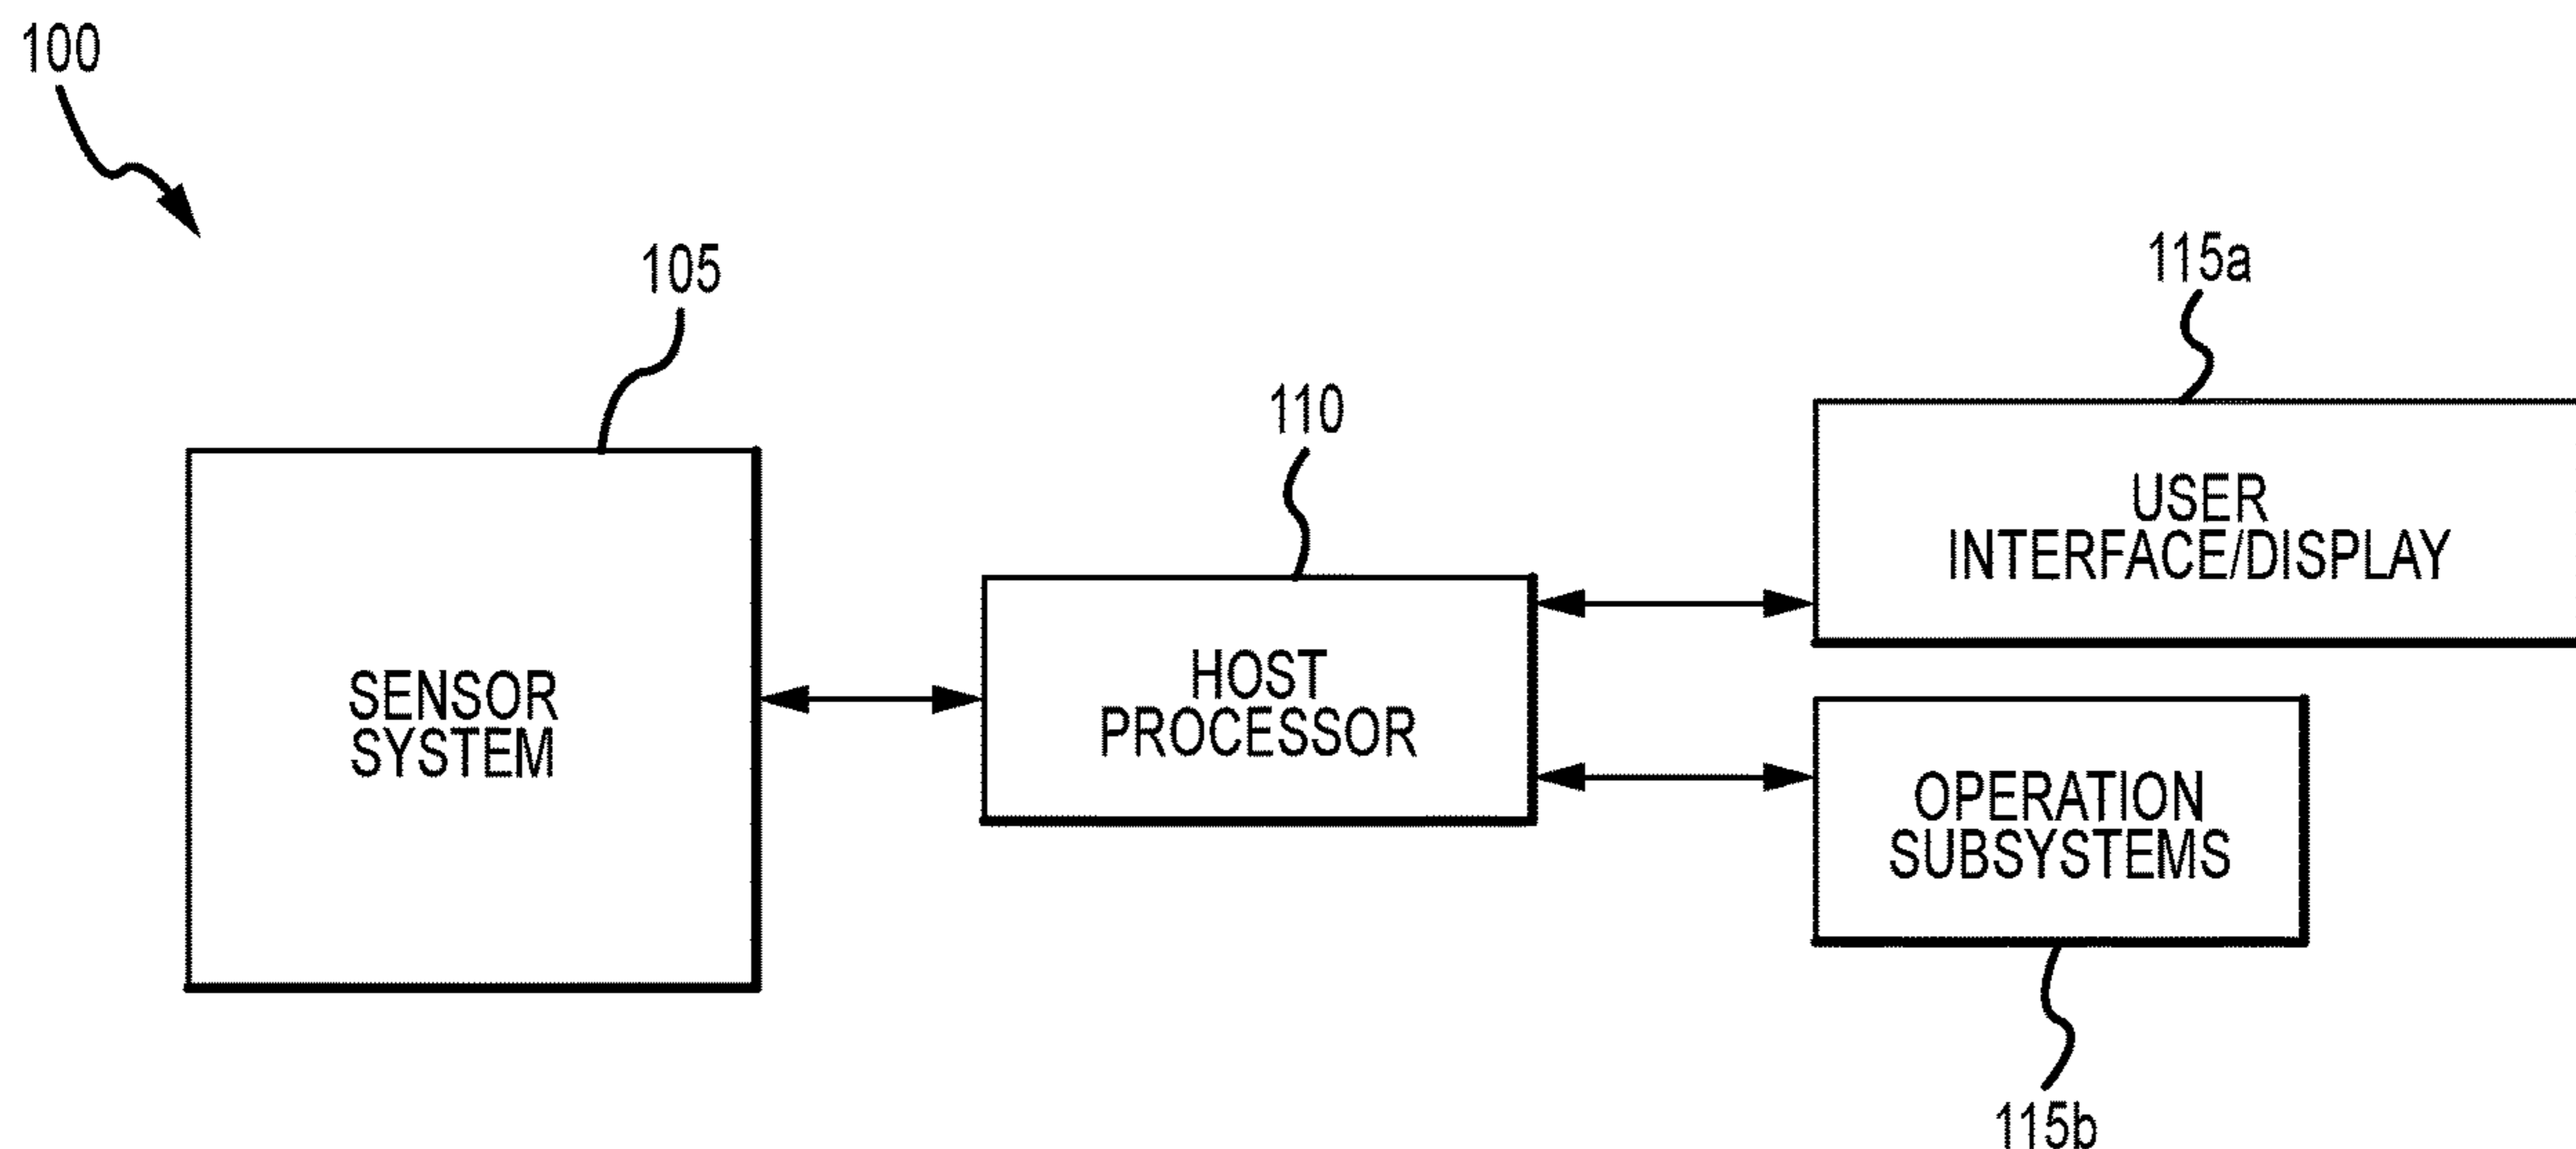 100
105
115a
110
USER
INTERFACE/DISPLAY
SENSOR
SYSTEM
HOST
PROCESSOR
OPERATION
SUBSYSTEMS
115b